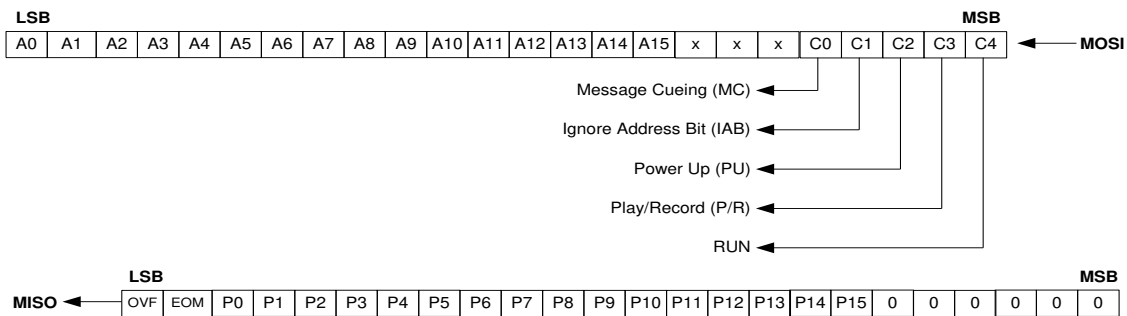 LSB MSB
A0 A1 A2 A3 A4 A5 A6 A7 A8 A9 A10 A11 A12 A13 A14 A15 x x x C0 C1 C2 C3 C4 MOSI
Message Cueing (MC)
Ignore Address Bit (IAB)
Power Up (PU)
Play/Record (P/R)
RUN
LSB MSB
MISO OVF EOM P0 P1 P2 P3 P4 P5 P6 P7 P8 P9 P10 P11 P12 P13 P14 P15 0 0 0 0 0 0